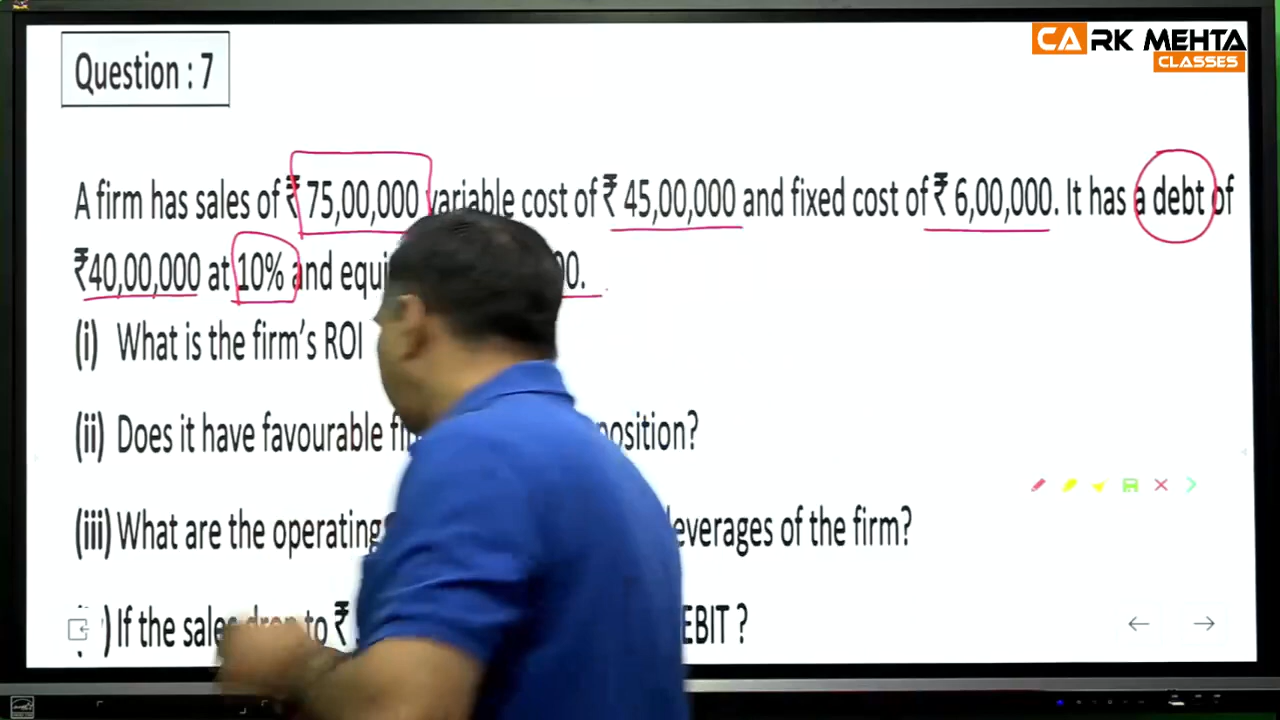 CA RK MEHTA
CLASSES
Question : 7
A firm has sales of ₹ 75,00,000 variable cost of ₹ 45,00,000 and fixed cost of ₹ 6,00,000. It has a debt of
₹40,00,000 at 10% and 00.
(i) What is the firm's ROI
(ii) Does it have favourable position?
(iii) What are the operating leverages of the firm?
) If the sales drop to ₹ EBIT ?